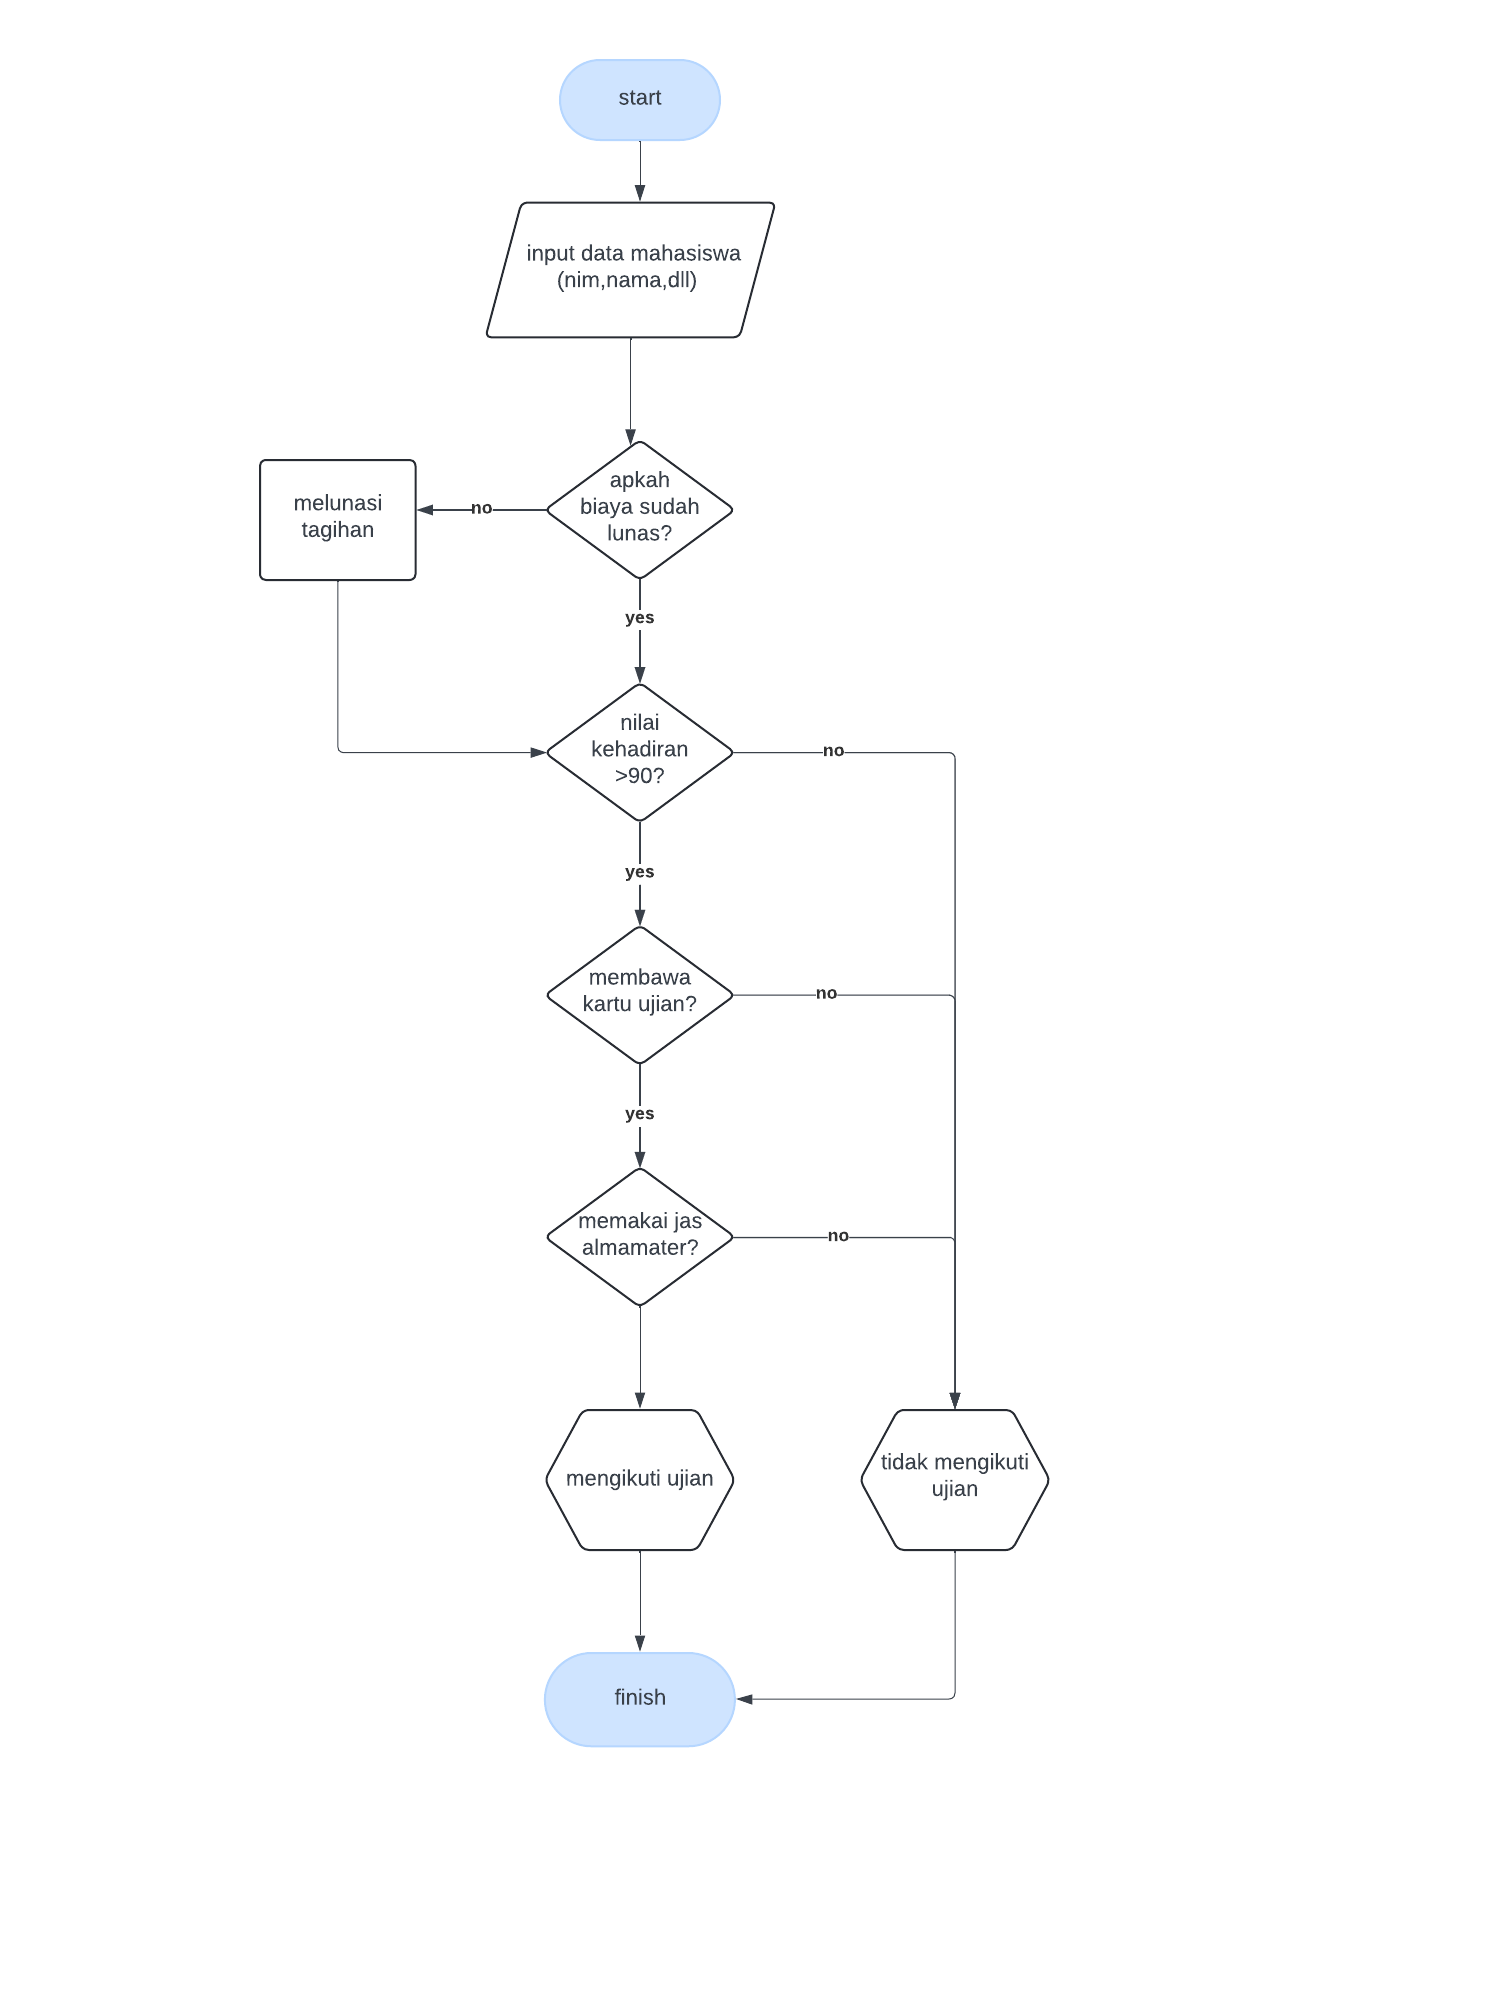 start
input data mahasiswa
(nim,nama,dll)
apkah
biaya sudah
lunas?
no
melunasi
tagihan
yes
nilai
kehadiran
>90?
no
yes
membawa
kartu ujian?
no
yes
memakai jas
almamater?
no
mengikuti ujian
tidak mengikuti
ujian
finish